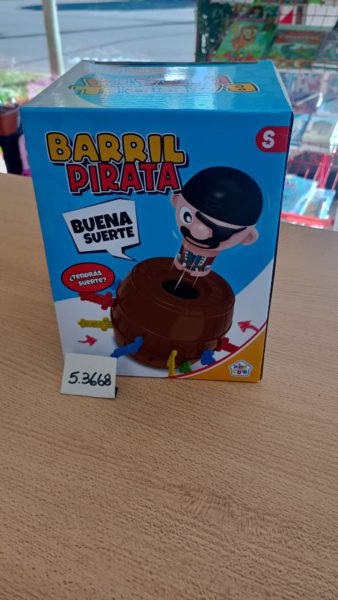 BARRIL
PIRATA
S
BUENA
SUERTE
¿TENDRÁS
SUERTE?
5.3668